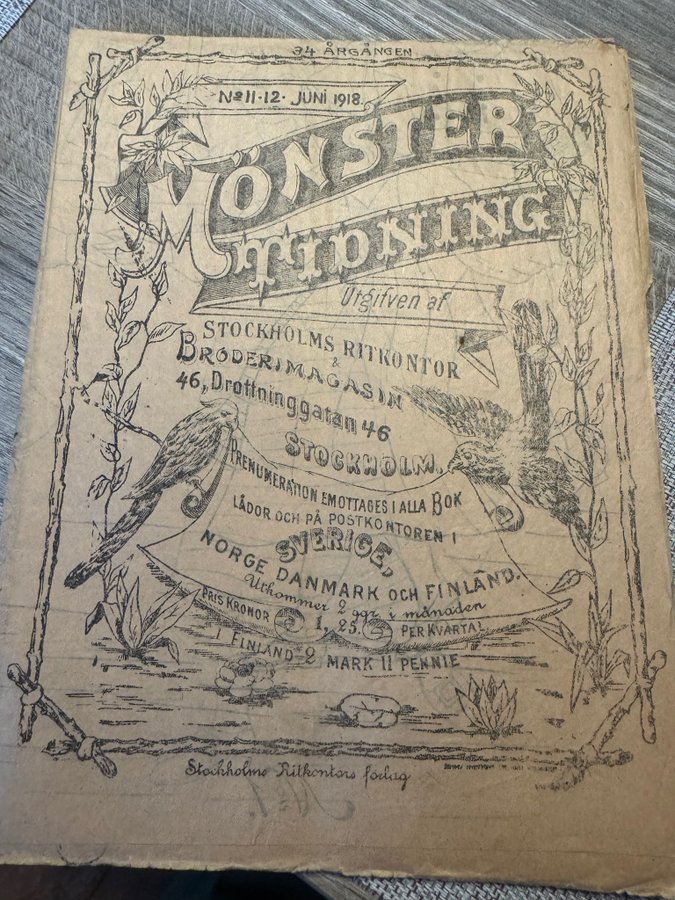 34 ÅRGÅNGEN
No 11-12. JUNI 1918.
MÖNSTER
TIDNING
Utgifven af
STOCKHOLMS RITKONTOR
&
BRODERIMAGASIN
46, Drottninggatan 46
STOCKHOLM.
PRENUMERATION EMOTTAGES I ALLA BOK
LÅDOR OCH PÅ POSTKONTOREN I
SVERIGE,
NORGE DANMARK OCH FINLAND.
Utkommer 2 ggr. i månaden
PRIS KRONOR 1,25. PER KVARTAL
I FINLAND 2 MARK 11 PENNIE
Stockholms Ritkontors förlag